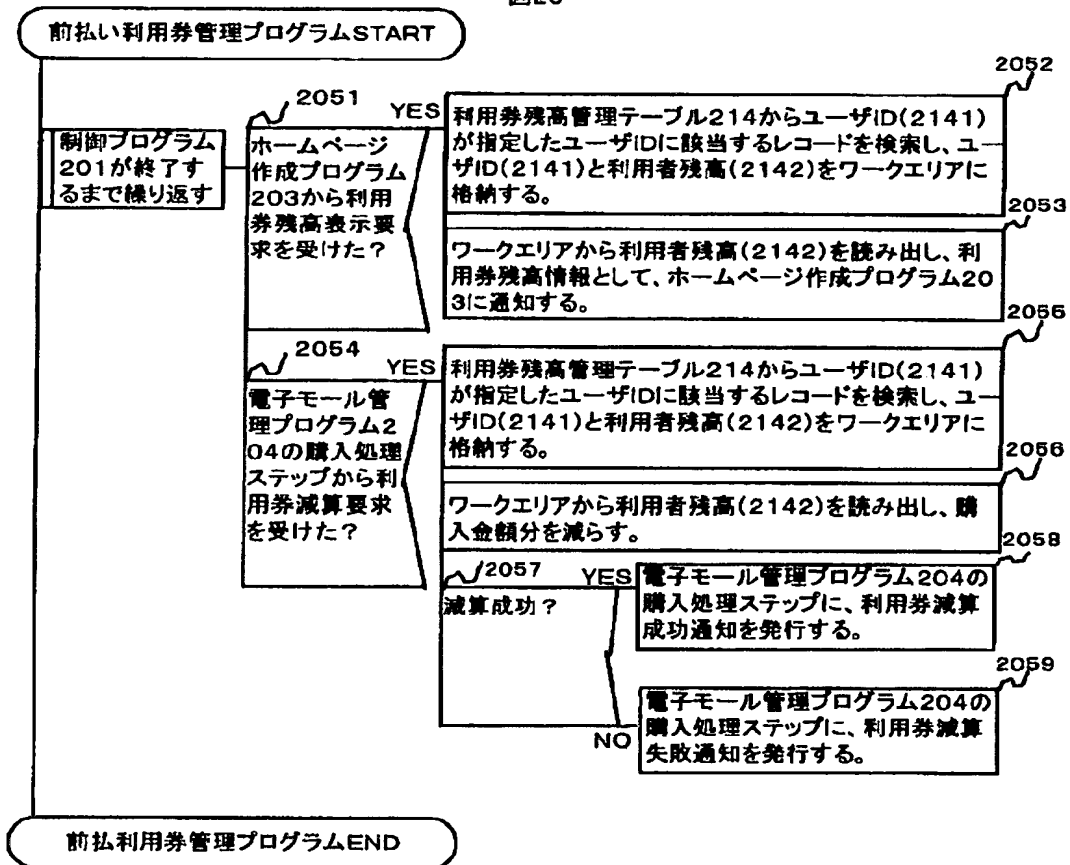 前払い利用券管理プログラムSTART
制御プログラム
201が終了す
るまで繰り返す
2051
YES
ホームページ
作成プログラム
203から利用
券残高表示要
求を受けた?
2052
利用券残高管理テーブル214からユーザID(2141)
が指定したユーザIDに該当するレコードを検索し、ユー
ザID(2141)と利用者残高(2142)をワークエリアに
格納する。
2053
ワークエリアから利用者残高(2142)を読み出し、利
用券残高情報として、ホームページ作成プログラム20
3に通知する。
2054
YES
電子モール管
理プログラム2
04の購入処理
ステップから利
用券減算要求
を受けた?
2055
利用券残高管理テーブル214からユーザID(2141)
が指定したユーザIDに該当するレコードを検索し、ユー
ザID(2141)と利用者残高(2142)をワークエリアに
格納する。
2056
ワークエリアから利用者残高(2142)を読み出し、購
入金額分を減らす。
2057
YES
減算成功?
2058
電子モール管理プログラム204の
購入処理ステップに、利用券減算
成功通知を発行する。
2059
NO
電子モール管理プログラム204の
購入処理ステップに、利用券減算
失敗通知を発行する。
前払利用券管理プログラムEND